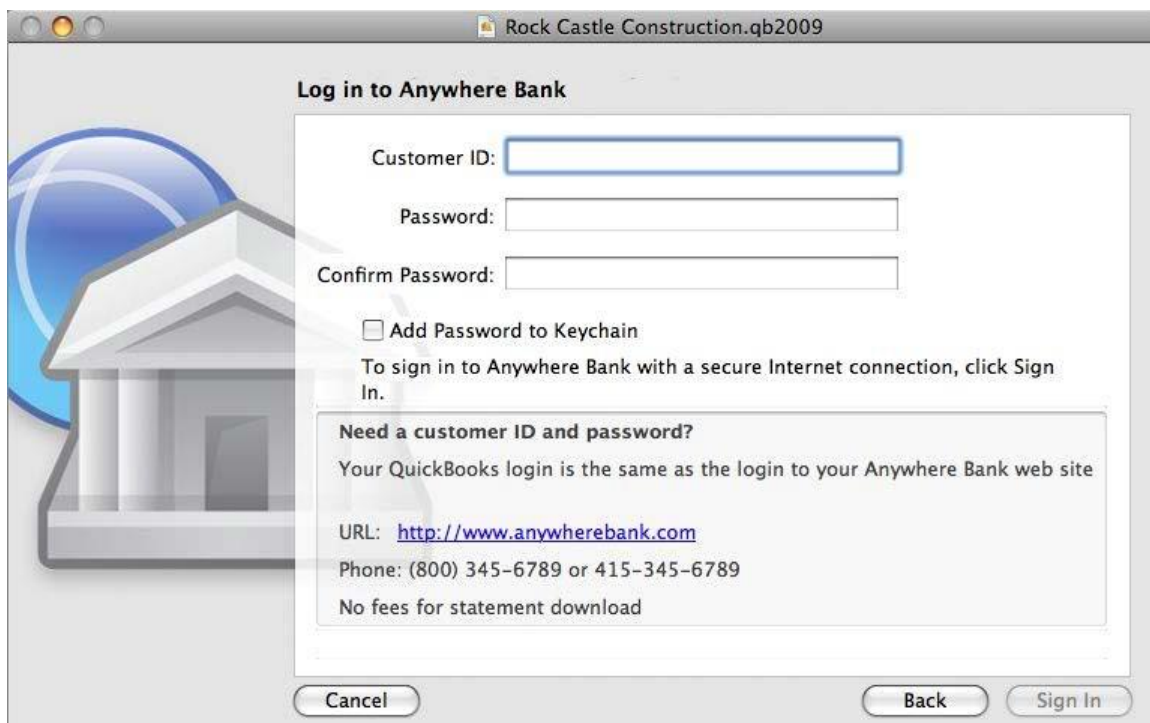 Rock Castle Construction.qb2009
Log in to Anywhere Bank
Customer ID:
Password:
Confirm Password:
Add Password to Keychain
To sign in to Anywhere Bank with a secure Internet connection, click Sign
In.
Need a customer ID and password?
Your QuickBooks login is the same as the login to your Anywhere Bank web site
URL: http://www.anywherebank.com
Phone: (800) 345-6789 or 415-345-6789
No fees for statement download
Cancel Back Sign In